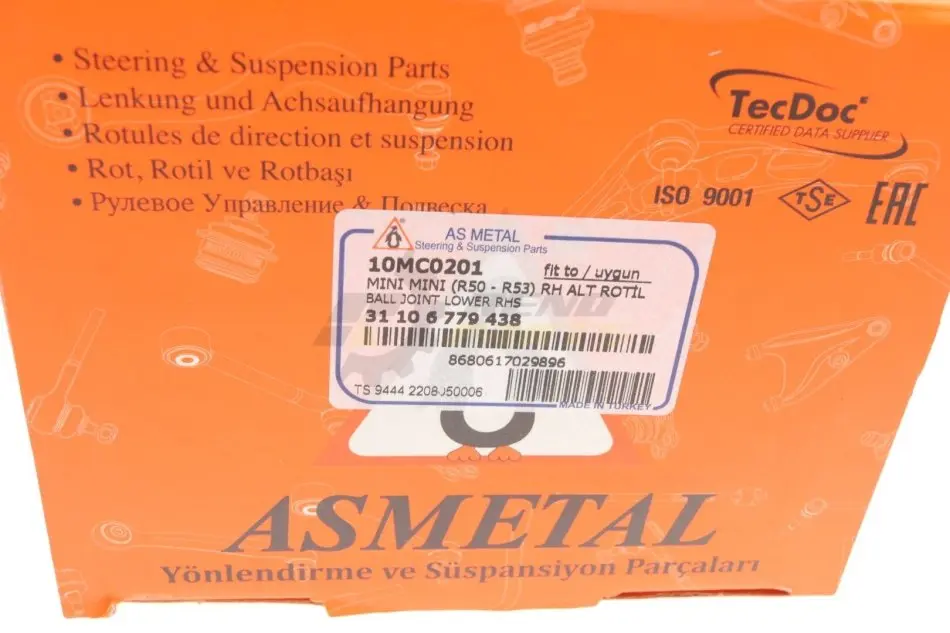 • Steering & Suspension Parts
• Lenkung und Achsaufhangung
• Rotules de direction et suspension
• Rot, Rotil ve Rotbaşı
• Рулевое Управление & Подвеска
TecDoc
CERTIFIED DATA SUPPLIER
ISO 9001 TSE EAC
AS METAL
Steering & Suspension Parts
10MC0201 fit to / uygun
MINI MINI (R50 - R53) RH ALT ROTİL
BALL JOINT LOWER RHS
31 10 6 779 438
8680617029896
TS 9444 2208050006
MADE IN TURKEY
ASMETAL
Yönlendirme ve Süspansiyon Parçaları